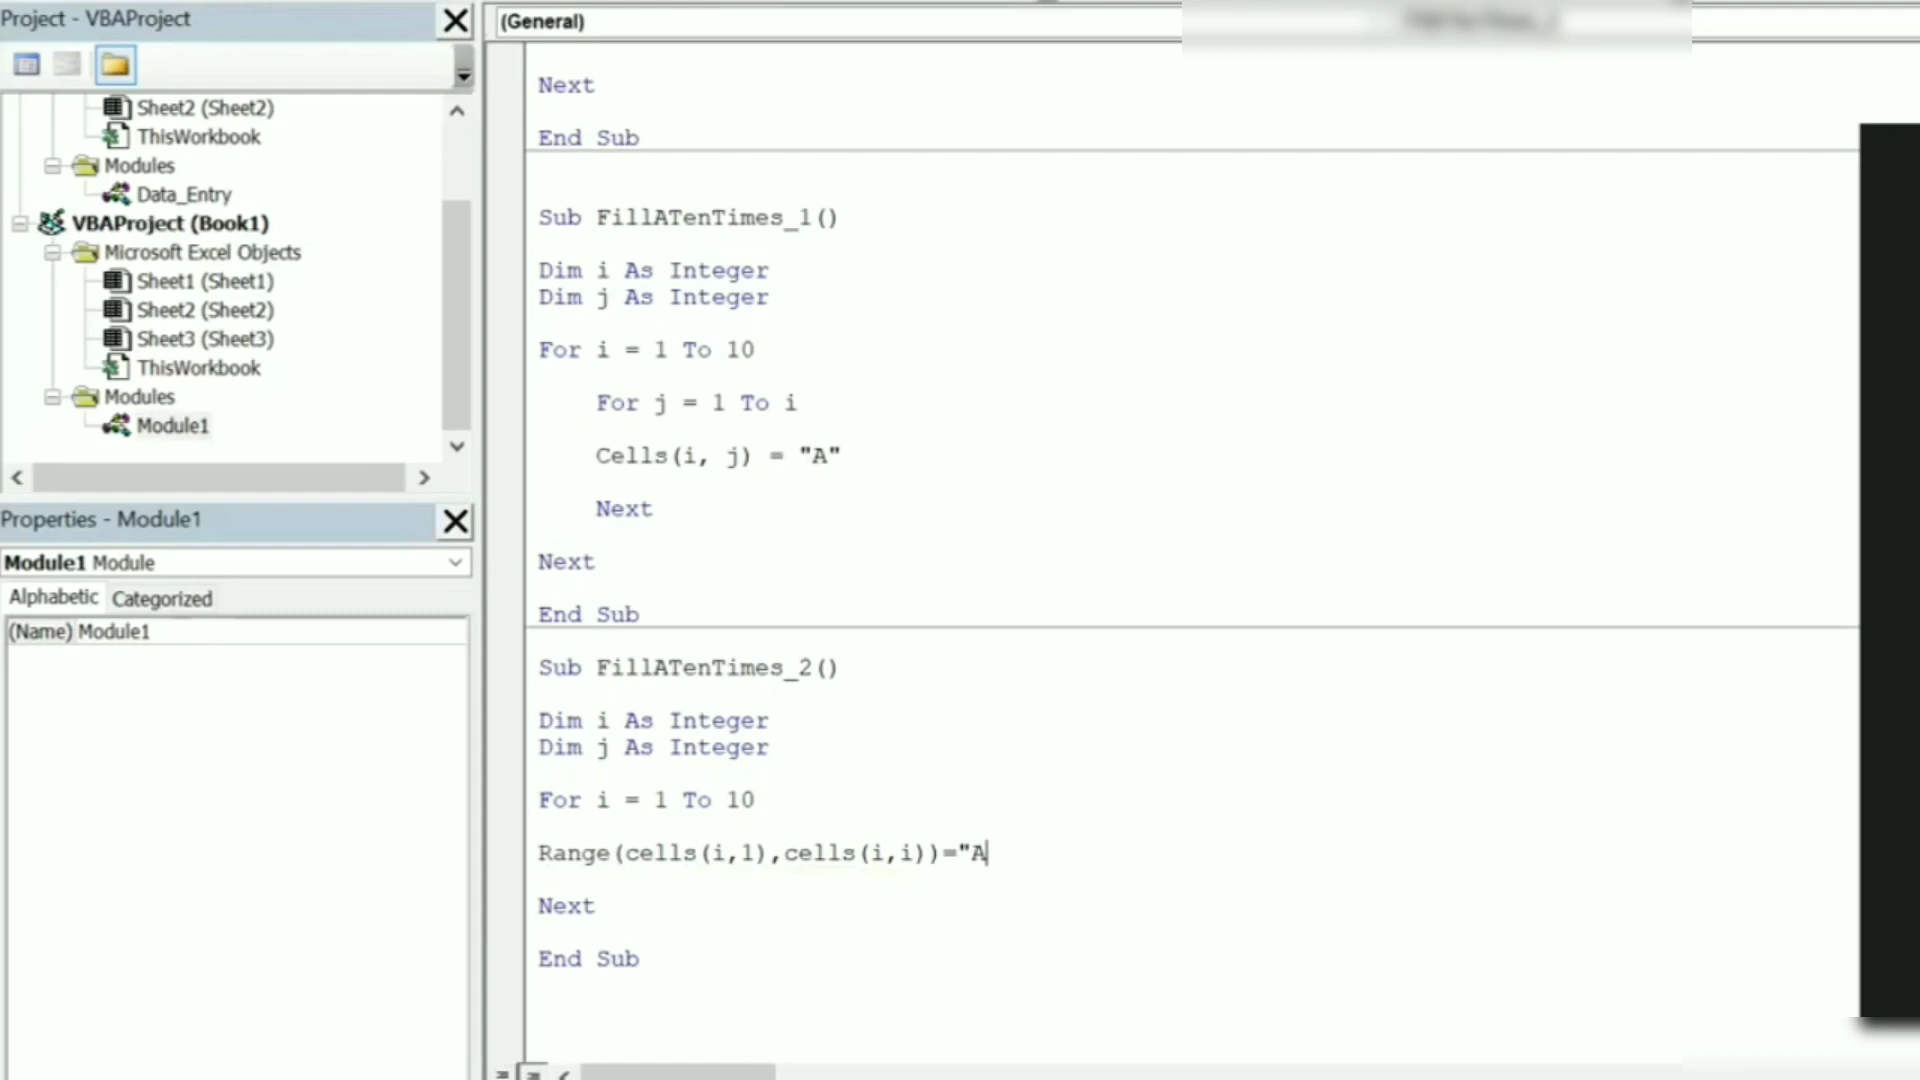 Project - VBAProject
Sheet2 (Sheet2)
ThisWorkbook
Modules
Data_Entry
VBAProject (Book1)
Microsoft Excel Objects
Sheet1 (Sheet1)
Sheet2 (Sheet2)
Sheet3 (Sheet3)
ThisWorkbook
Modules
Module1
Properties - Module1
Module1 Module
Alphabetic Categorized
(Name) Module1
(General)
Next
End Sub
Sub FillATenTimes_1()
Dim i As Integer
Dim j As Integer
For i = 1 To 10
For j = 1 To i
Cells(i, j) = "A"
Next
Next
End Sub
Sub FillATenTimes_2()
Dim i As Integer
Dim j As Integer
For i = 1 To 10
Range(cells(i,1),cells(i,i))="A
Next
End Sub